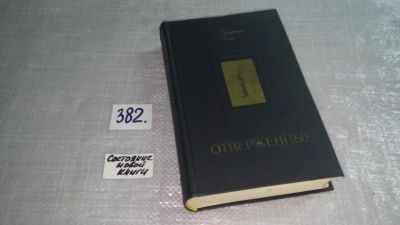 382.
Состояние
новой
книги
ОТВЕРЖЕННЫЕ